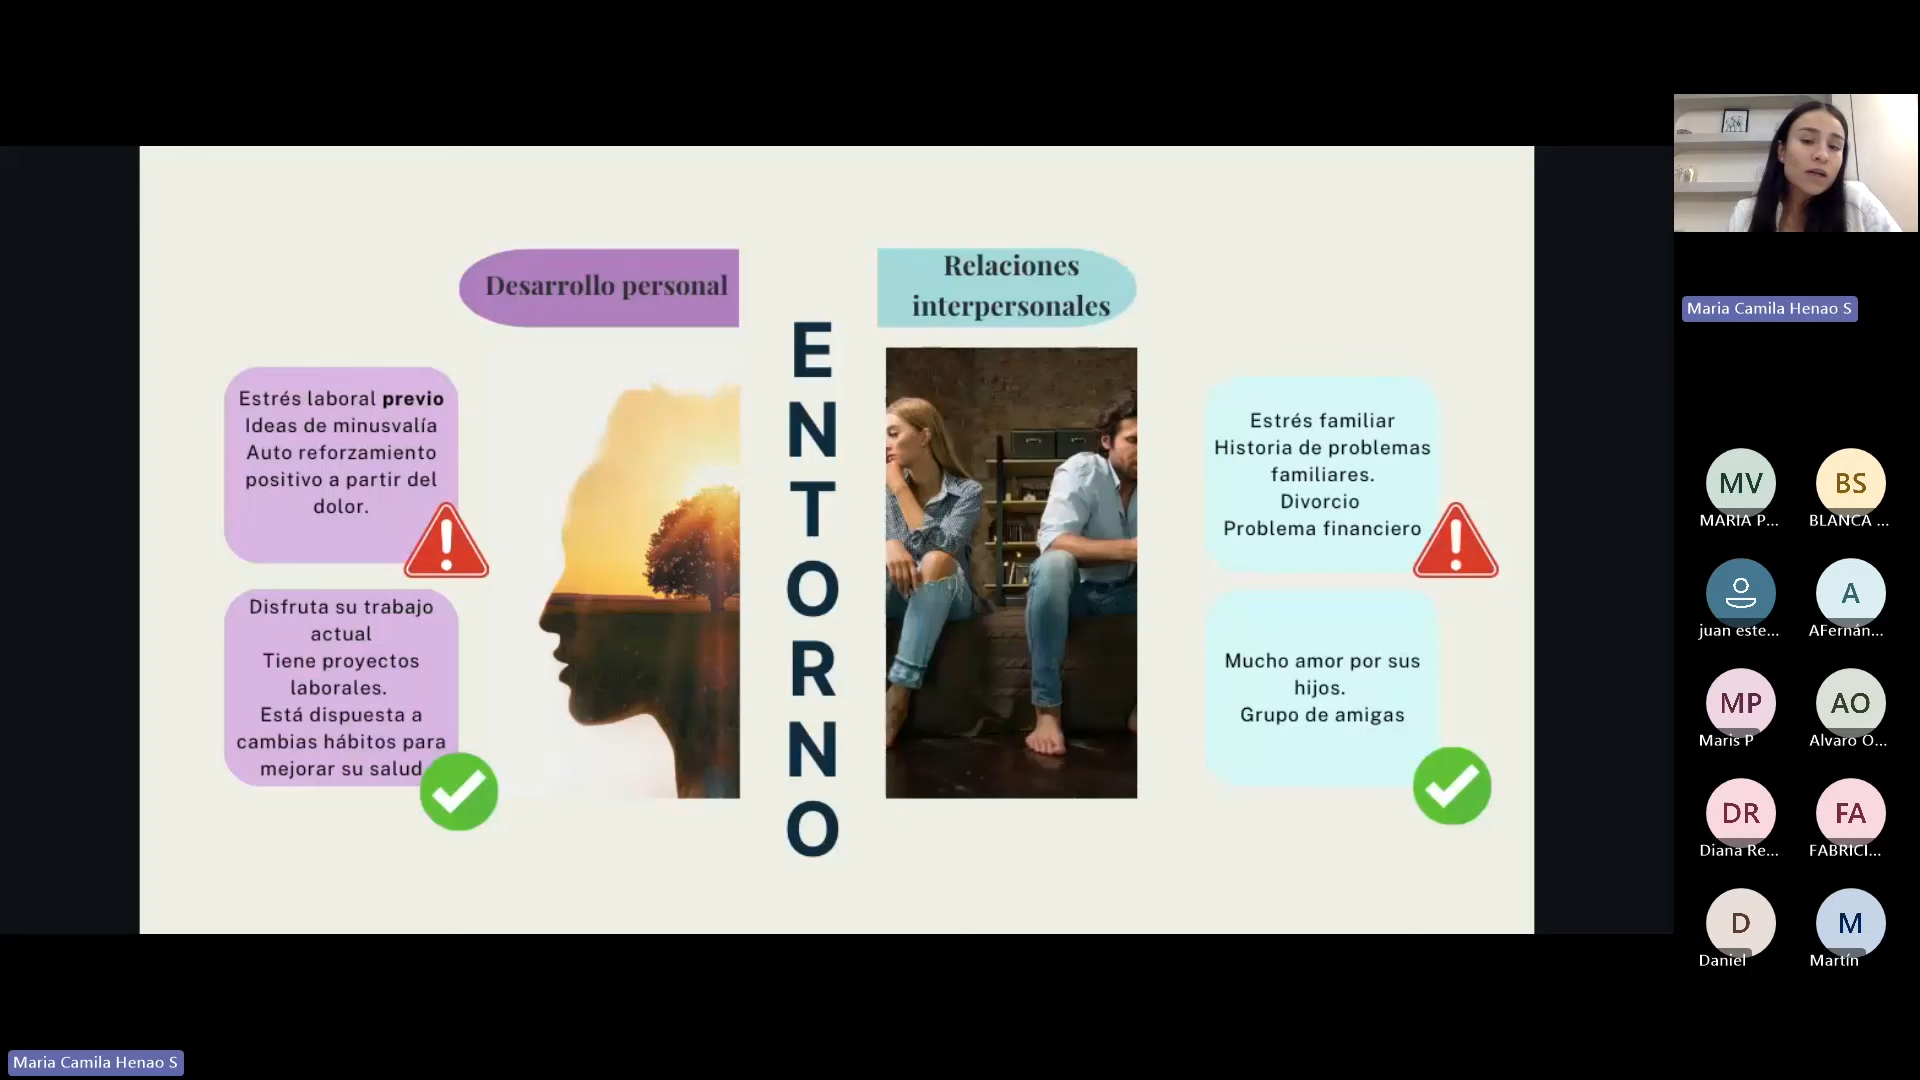 Desarrollo personal
Estrés laboral previo
Ideas de minusvalía
Auto reforzamiento
positivo a partir del
dolor.
Disfruta su trabajo
actual
Tiene proyectos
laborales.
Está dispuesta a
cambias hábitos para
mejorar su salud
ENTORNO
Relaciones
interpersonales
Estrés familiar
Historia de problemas
familiares.
Divorcio
Problema financiero
Mucho amor por sus
hijos.
Grupo de amigas
Maria Camila Henao S
MV
MARIA P...
BS
BLANCA ...
juan este...
A
AFernán...
MP
Maris P
AO
Alvaro O...
DR
Diana Re...
FA
FABRICI...
D
Daniel
M
Martín
Maria Camila Henao S